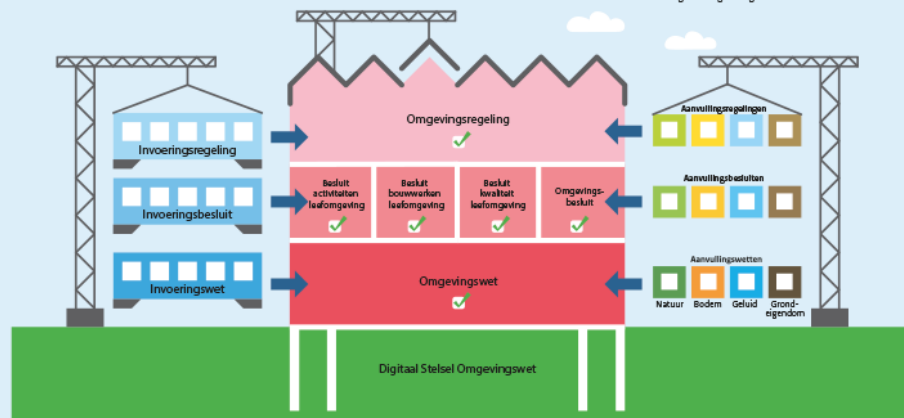 Aanvullingsregelingen
Omgevingsregeling
Invoeringsregeling
Aanvullingsbesluiten
Besluit
activiteiten
leefomgeving
Besluit
bouwwerken
leefomgeving
Besluit
kwaliteit
leefomgeving
Omgevings-
besluit
Invoeringsbesluit
Aanvullingswetten
Omgevingswet
Invoeringswet
Natuur
Bodem
Geluid
Grond-
eigendom
Digitaal Stelsel Omgevingswet